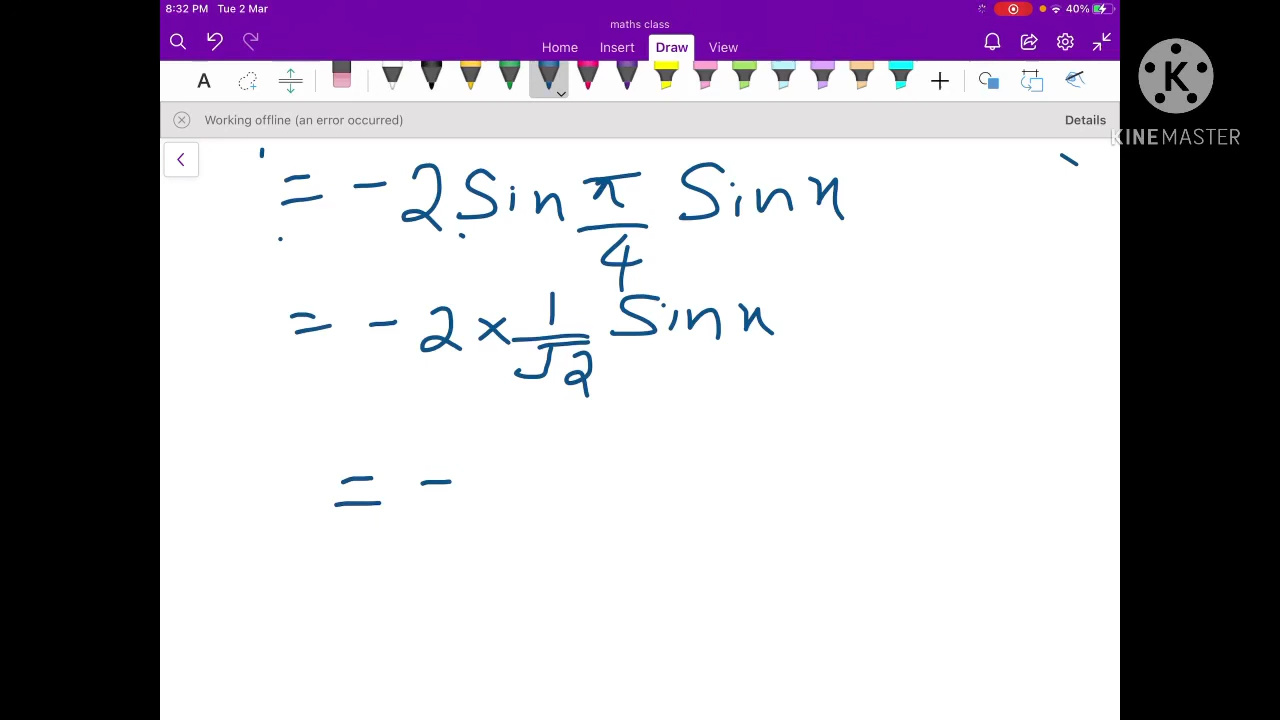 8:32 PM Tue 2 Mar
40%
maths class
Home Insert Draw View
A
K
KINEMASTER
Working offline (an error occurred)
Details
= -2 Sin π/4 Sin x
= -2 × 1/√2 Sin x
= -